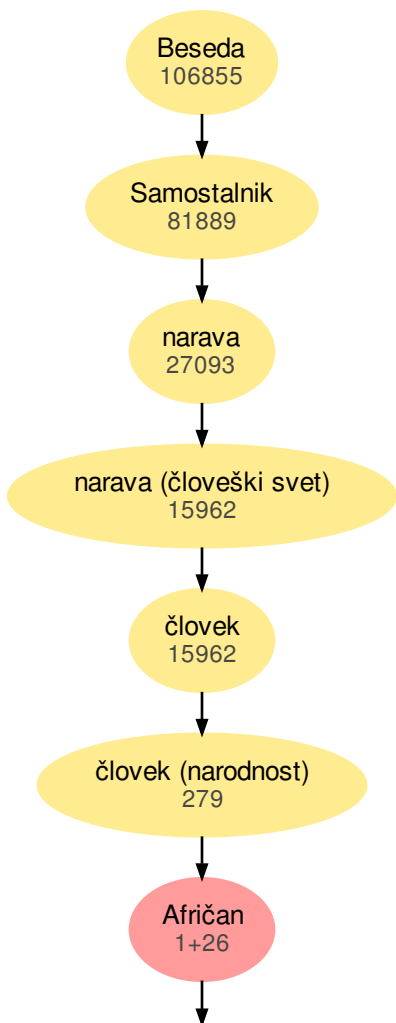 Beseda
106855
Samostalnik
81889
narava
27093
narava (človeški svet)
15962
človek
15962
človek (narodnost)
279
Afričan
1+26